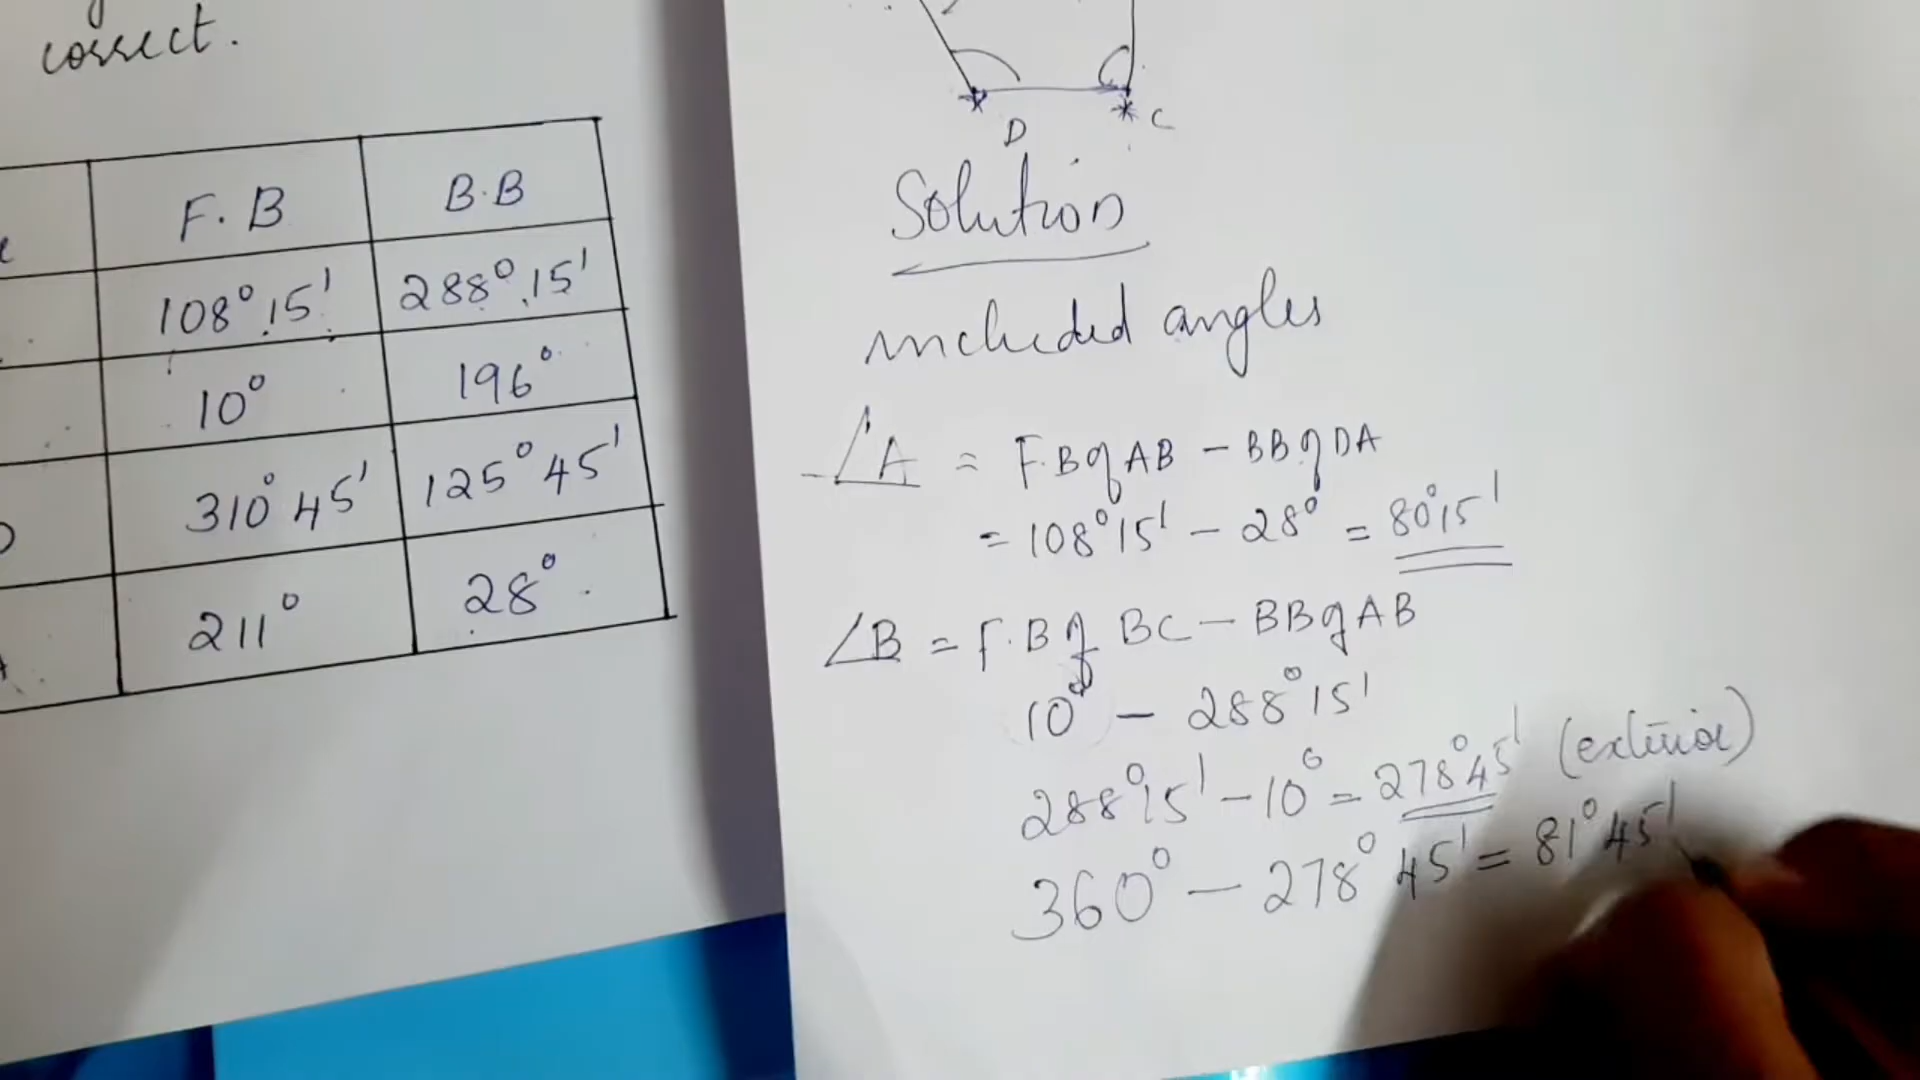 correct.
F.B B.B
108°15' 288°15'
10° 196°
310°45' 125°45'
211° 28°
D C
Solution
included angles
∠A = F.B of AB - BB of DA
= 108°15' - 28° = 80°15'
∠B = F.B of BC - BB of AB
10° - 288°15'
288°15' - 10° = 278°45' (exterior)
360° - 278°45' = 81°45'